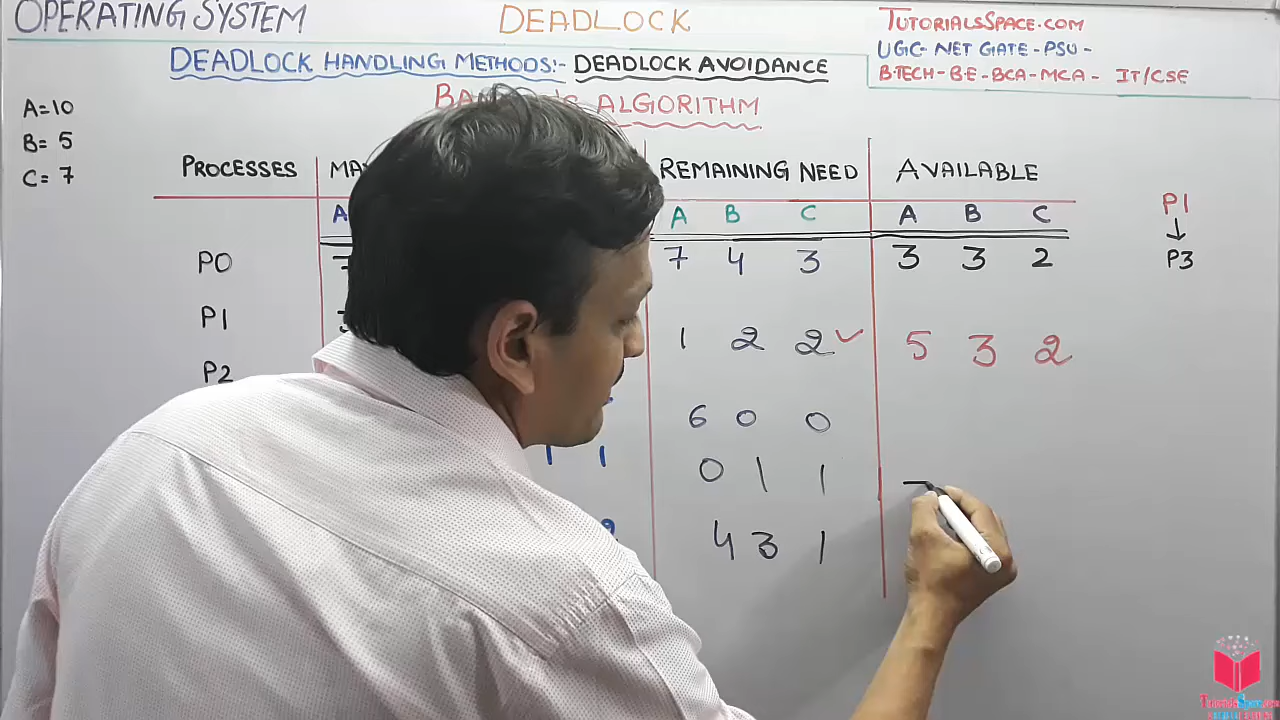 OPERATING SYSTEM DEADLOCK TUTORIALSSPACE.COM
UGC-NET GATE-PSU-
DEADLOCK HANDLING METHODS:- DEADLOCK AVOIDANCE B.TECH-B.E-BCA-MCA- IT/CSE
ALGORITHM
A=10
B=5
C=7
PROCESSES REMAINING NEED AVAILABLE
A A B C A B C P1
P0 7 4 3 3 3 2 P3
P1 1 2 2 ✓ 5 3 2
P2
6 0 0
1 1 0 1 1
4 3 1